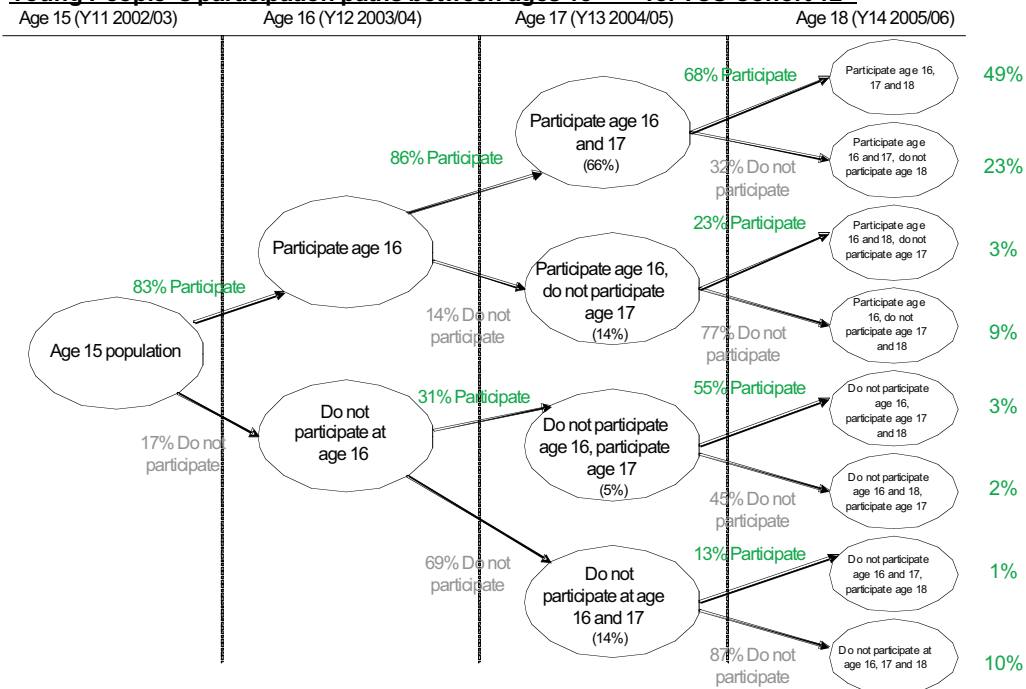 Age 15 (Y11 2002/03)
Age 16 (Y12 2003/04)
Age 17 (Y13 2004/05)
Age 18 (Y14 2005/06)
Age 15 population
83% Participate
17% Do not
participate
Participate age 16
Do not
participate at
age 16
86% Participate
14% Do not
participate
31% Participate
69% Do not
participate
Participate age 16
and 17
(66%)
Participate age 16,
do not participate
age 17
(14%)
Do not participate
age 16, participate
age 17
(5%)
Do not
participate at age
16 and 17
(14%)
68% Participate
32% Do not
participate
23% Participate
77% Do not
participate
55% Participate
45% Do not
participate
13% Participate
87% Do not
participate
Participate age 16,
17 and 18
49%
Participate age
16 and 17, do not
participate age 18
23%
Participate age
16 and 18, do not
participate age 17
3%
Participate age
16, do not
participate age 17
and 18
9%
Do not participate
age 16,
participate age 17
and 18
3%
Do not participate
age 16 and 18,
participate age 17
2%
Do not participate
age 16 and 17,
participate age 18
1%
Do not participate at
age 16, 17 and 18
10%